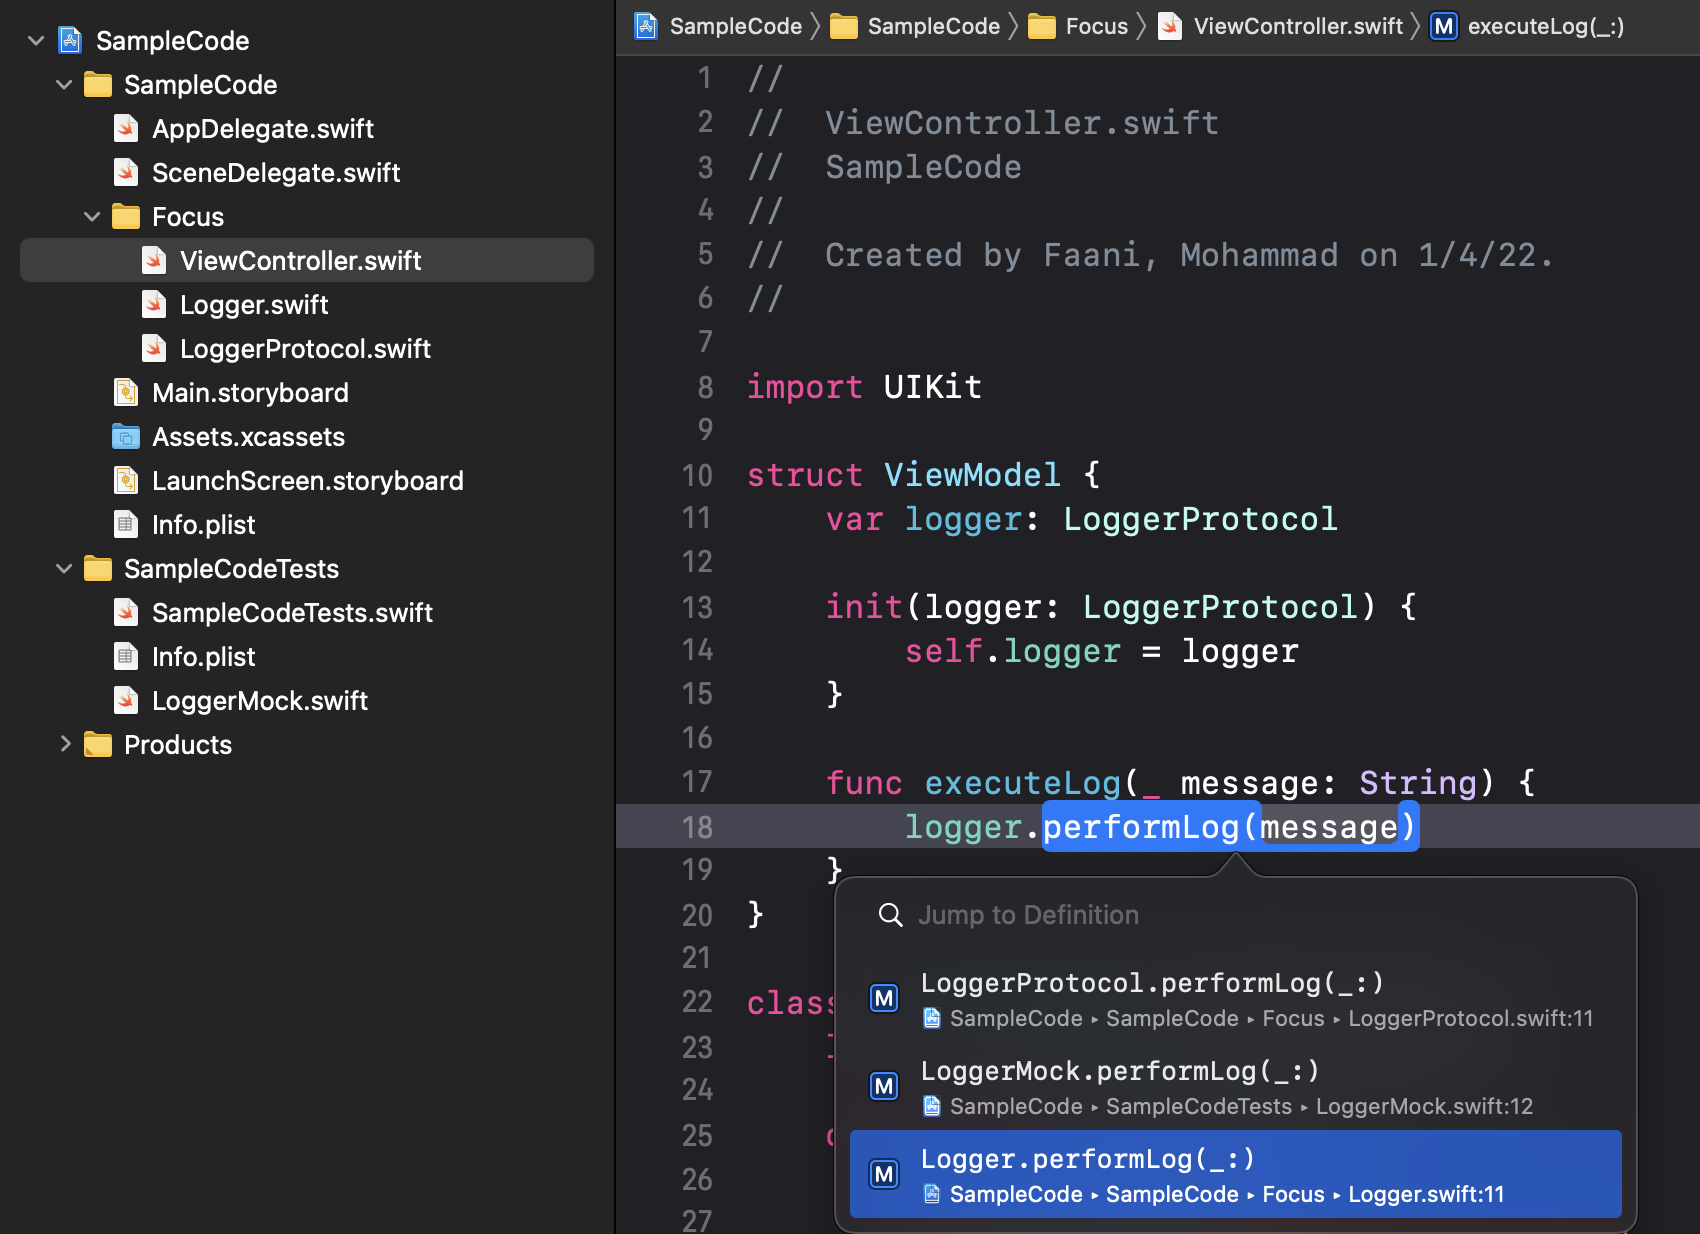 SampleCode
SampleCode
AppDelegate.swift
SceneDelegate.swift
Focus
ViewController.swift
Logger.swift
LoggerProtocol.swift
Main.storyboard
Assets.xcassets
LaunchScreen.storyboard
Info.plist
SampleCodeTests
SampleCodeTests.swift
Info.plist
LoggerMock.swift
Products
SampleCode 〉 SampleCode 〉 Focus 〉 ViewController.swift 〉 M executeLog(_:)
1 //
2 //  ViewController.swift
3 //  SampleCode
4 //
5 //  Created by Faani, Mohammad on 1/4/22.
6 //
7
8 import UIKit
9
10 struct ViewModel {
11     var logger: LoggerProtocol
12
13     init(logger: LoggerProtocol) {
14         self.logger = logger
15     }
16
17     func executeLog(_ message: String) {
18         logger.performLog(message)
19     }
20 }
21
22 clas
23
24
25
26
27
Jump to Definition
M LoggerProtocol.performLog(_:)
SampleCode ▸ SampleCode ▸ Focus ▸ LoggerProtocol.swift:11
M LoggerMock.performLog(_:)
SampleCode ▸ SampleCodeTests ▸ LoggerMock.swift:12
M Logger.performLog(_:)
SampleCode ▸ SampleCode ▸ Focus ▸ Logger.swift:11